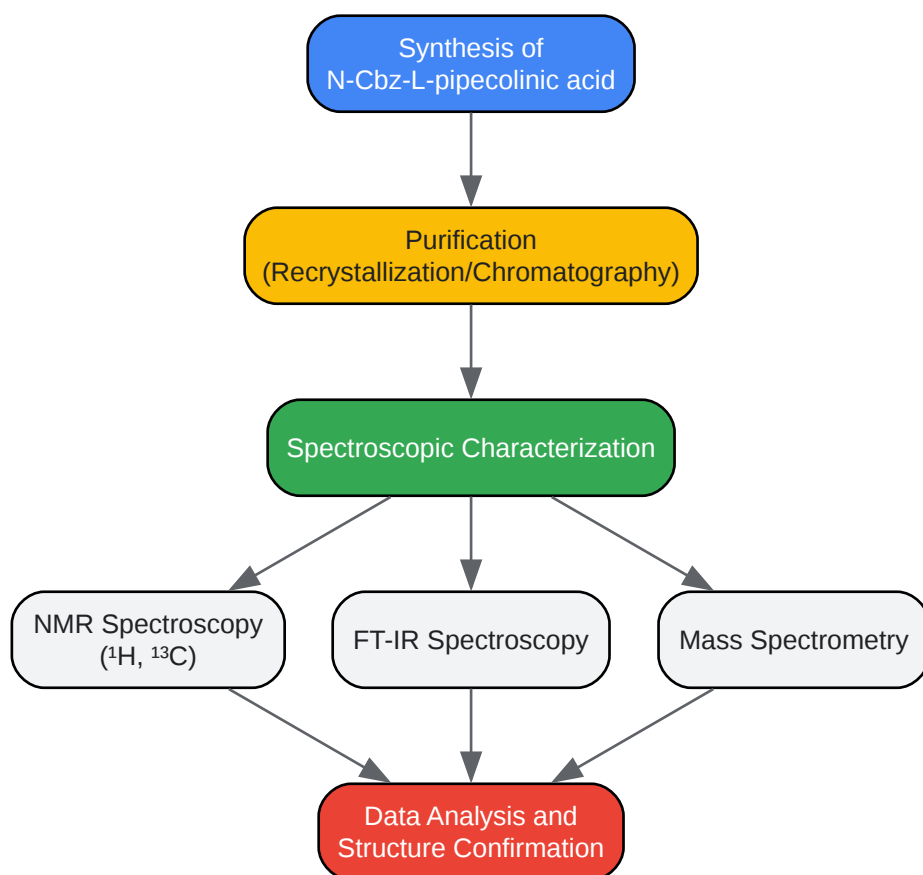 Synthesis of
N-Cbz-L-pipecolinic acid
Purification
(Recrystallization/Chromatography)
Spectroscopic Characterization
NMR Spectroscopy
(¹H, ¹³C)
FT-IR Spectroscopy
Mass Spectrometry
Data Analysis and
Structure Confirmation